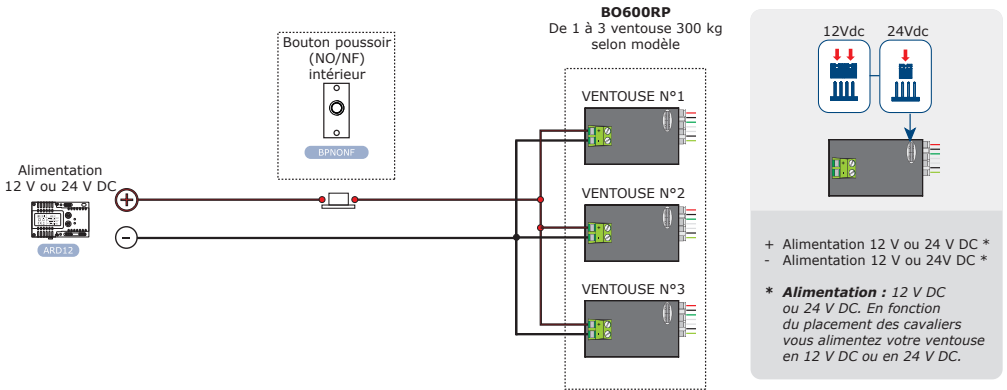 BO600RP
De 1 à 3 ventouse 300 kg
selon modèle
Bouton poussoir
(NO/NF)
intérieur
BPNONF
Alimentation
12 V ou 24 V DC
+
-
ARD12
VENTOUSE N°1
VENTOUSE N°2
VENTOUSE N°3
12Vdc
24Vdc
+ Alimentation 12 V ou 24 V DC *
- Alimentation 12 V ou 24V DC *
* Alimentation : 12 V DC
ou 24 V DC. En fonction
du placement des cavaliers
vous alimentez votre ventouse
en 12 V DC ou en 24 V DC.